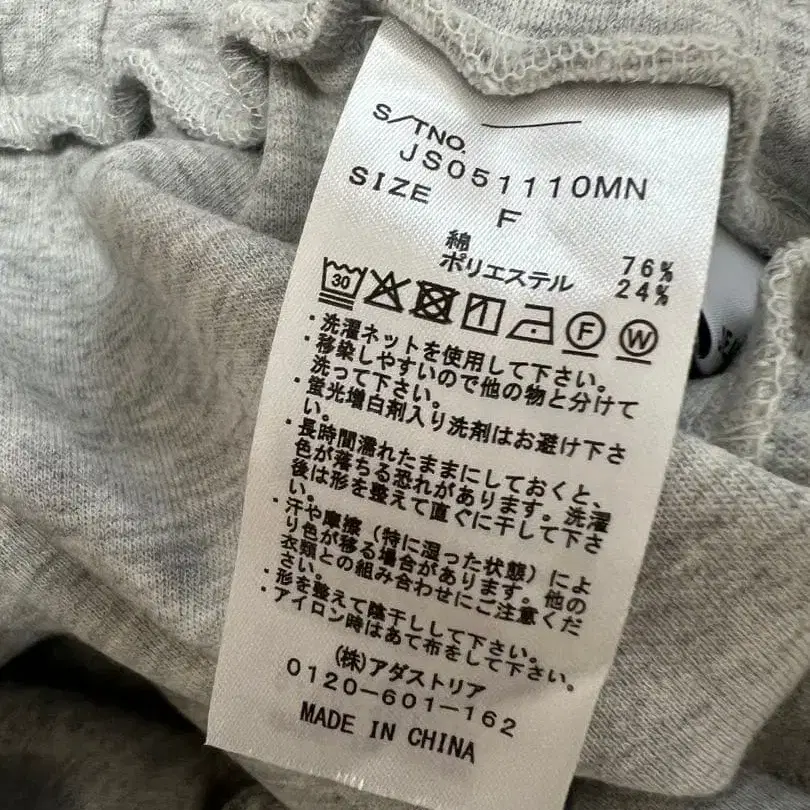 S/TNO.
JS051110MN
SIZE F
綿 76%
ポリエステル 24%
30
F W
・洗濯ネットを使用して下さい。
・移染しやすいので他の物と分けて
洗って下さい。
・蛍光増白剤入り洗剤はお避け下さ
い。
・長時間濡れたままにしておくと、
色が落ちる恐れがあります。洗濯
後は形を整えて直ぐに干して下さ
い。
・汗や摩擦（特に湿った状態）によ
り色が移る場合があります。他の
衣類との組み合わせにご注意くだ
さい。
・形を整えて陰干しして下さい。
・アイロン時はあて布をして下さい。
(株)アダストリア
0120-601-162
MADE IN CHINA